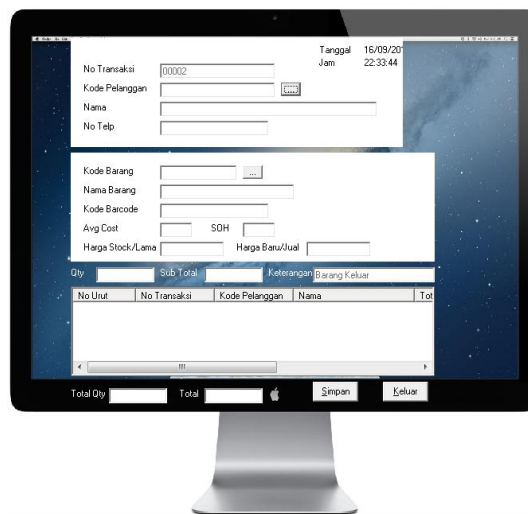 Tanggal 16/09/20
No Transaksi 00002 Jam 22:33:44
Kode Pelanggan ...
Nama
No Telp
Kode Barang ...
Nama Barang
Kode Barcode
Avg Cost SOH
Harga Stock/Lama Harga Baru/Jual
Qty Sub Total Keterangan Barang Keluar
No Urut No Transaksi Kode Pelanggan Nama Tot
Total Qty Total Simpan Keluar